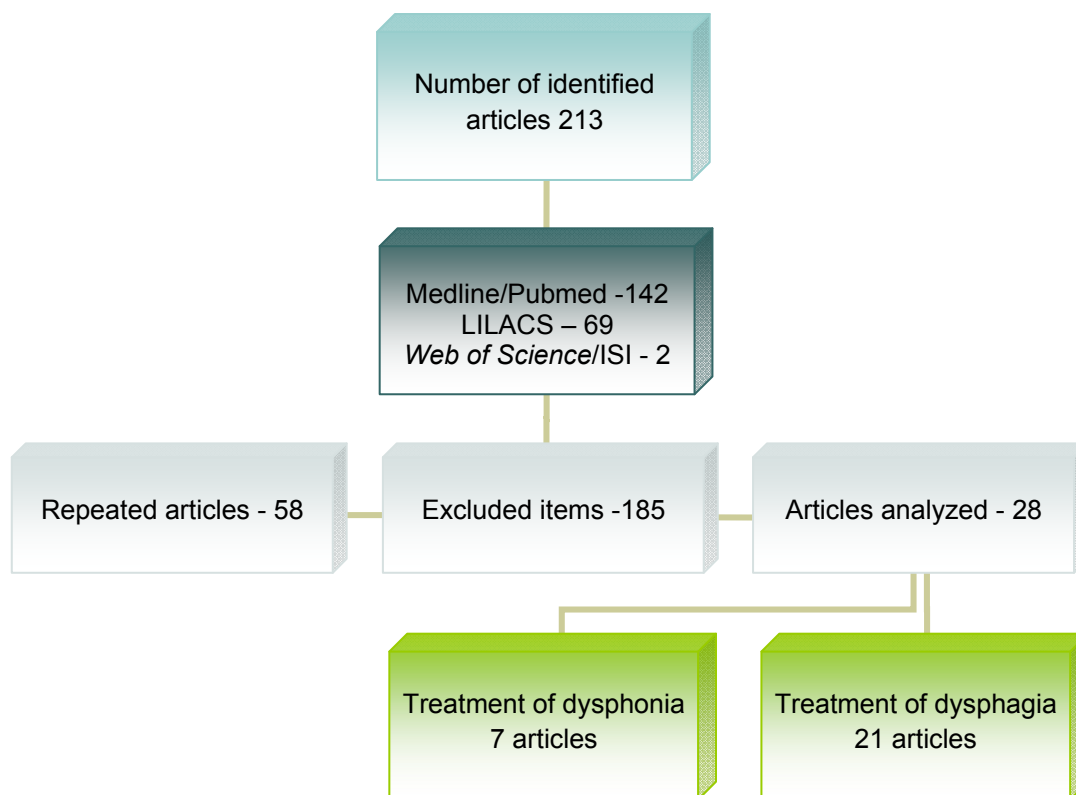 Number of identified
articles 213
Medline/Pubmed -142
LILACS – 69
Web of Science/ISI - 2
Repeated articles - 58
Excluded items -185
Articles analyzed - 28
Treatment of dysphonia
7 articles
Treatment of dysphagia
21 articles